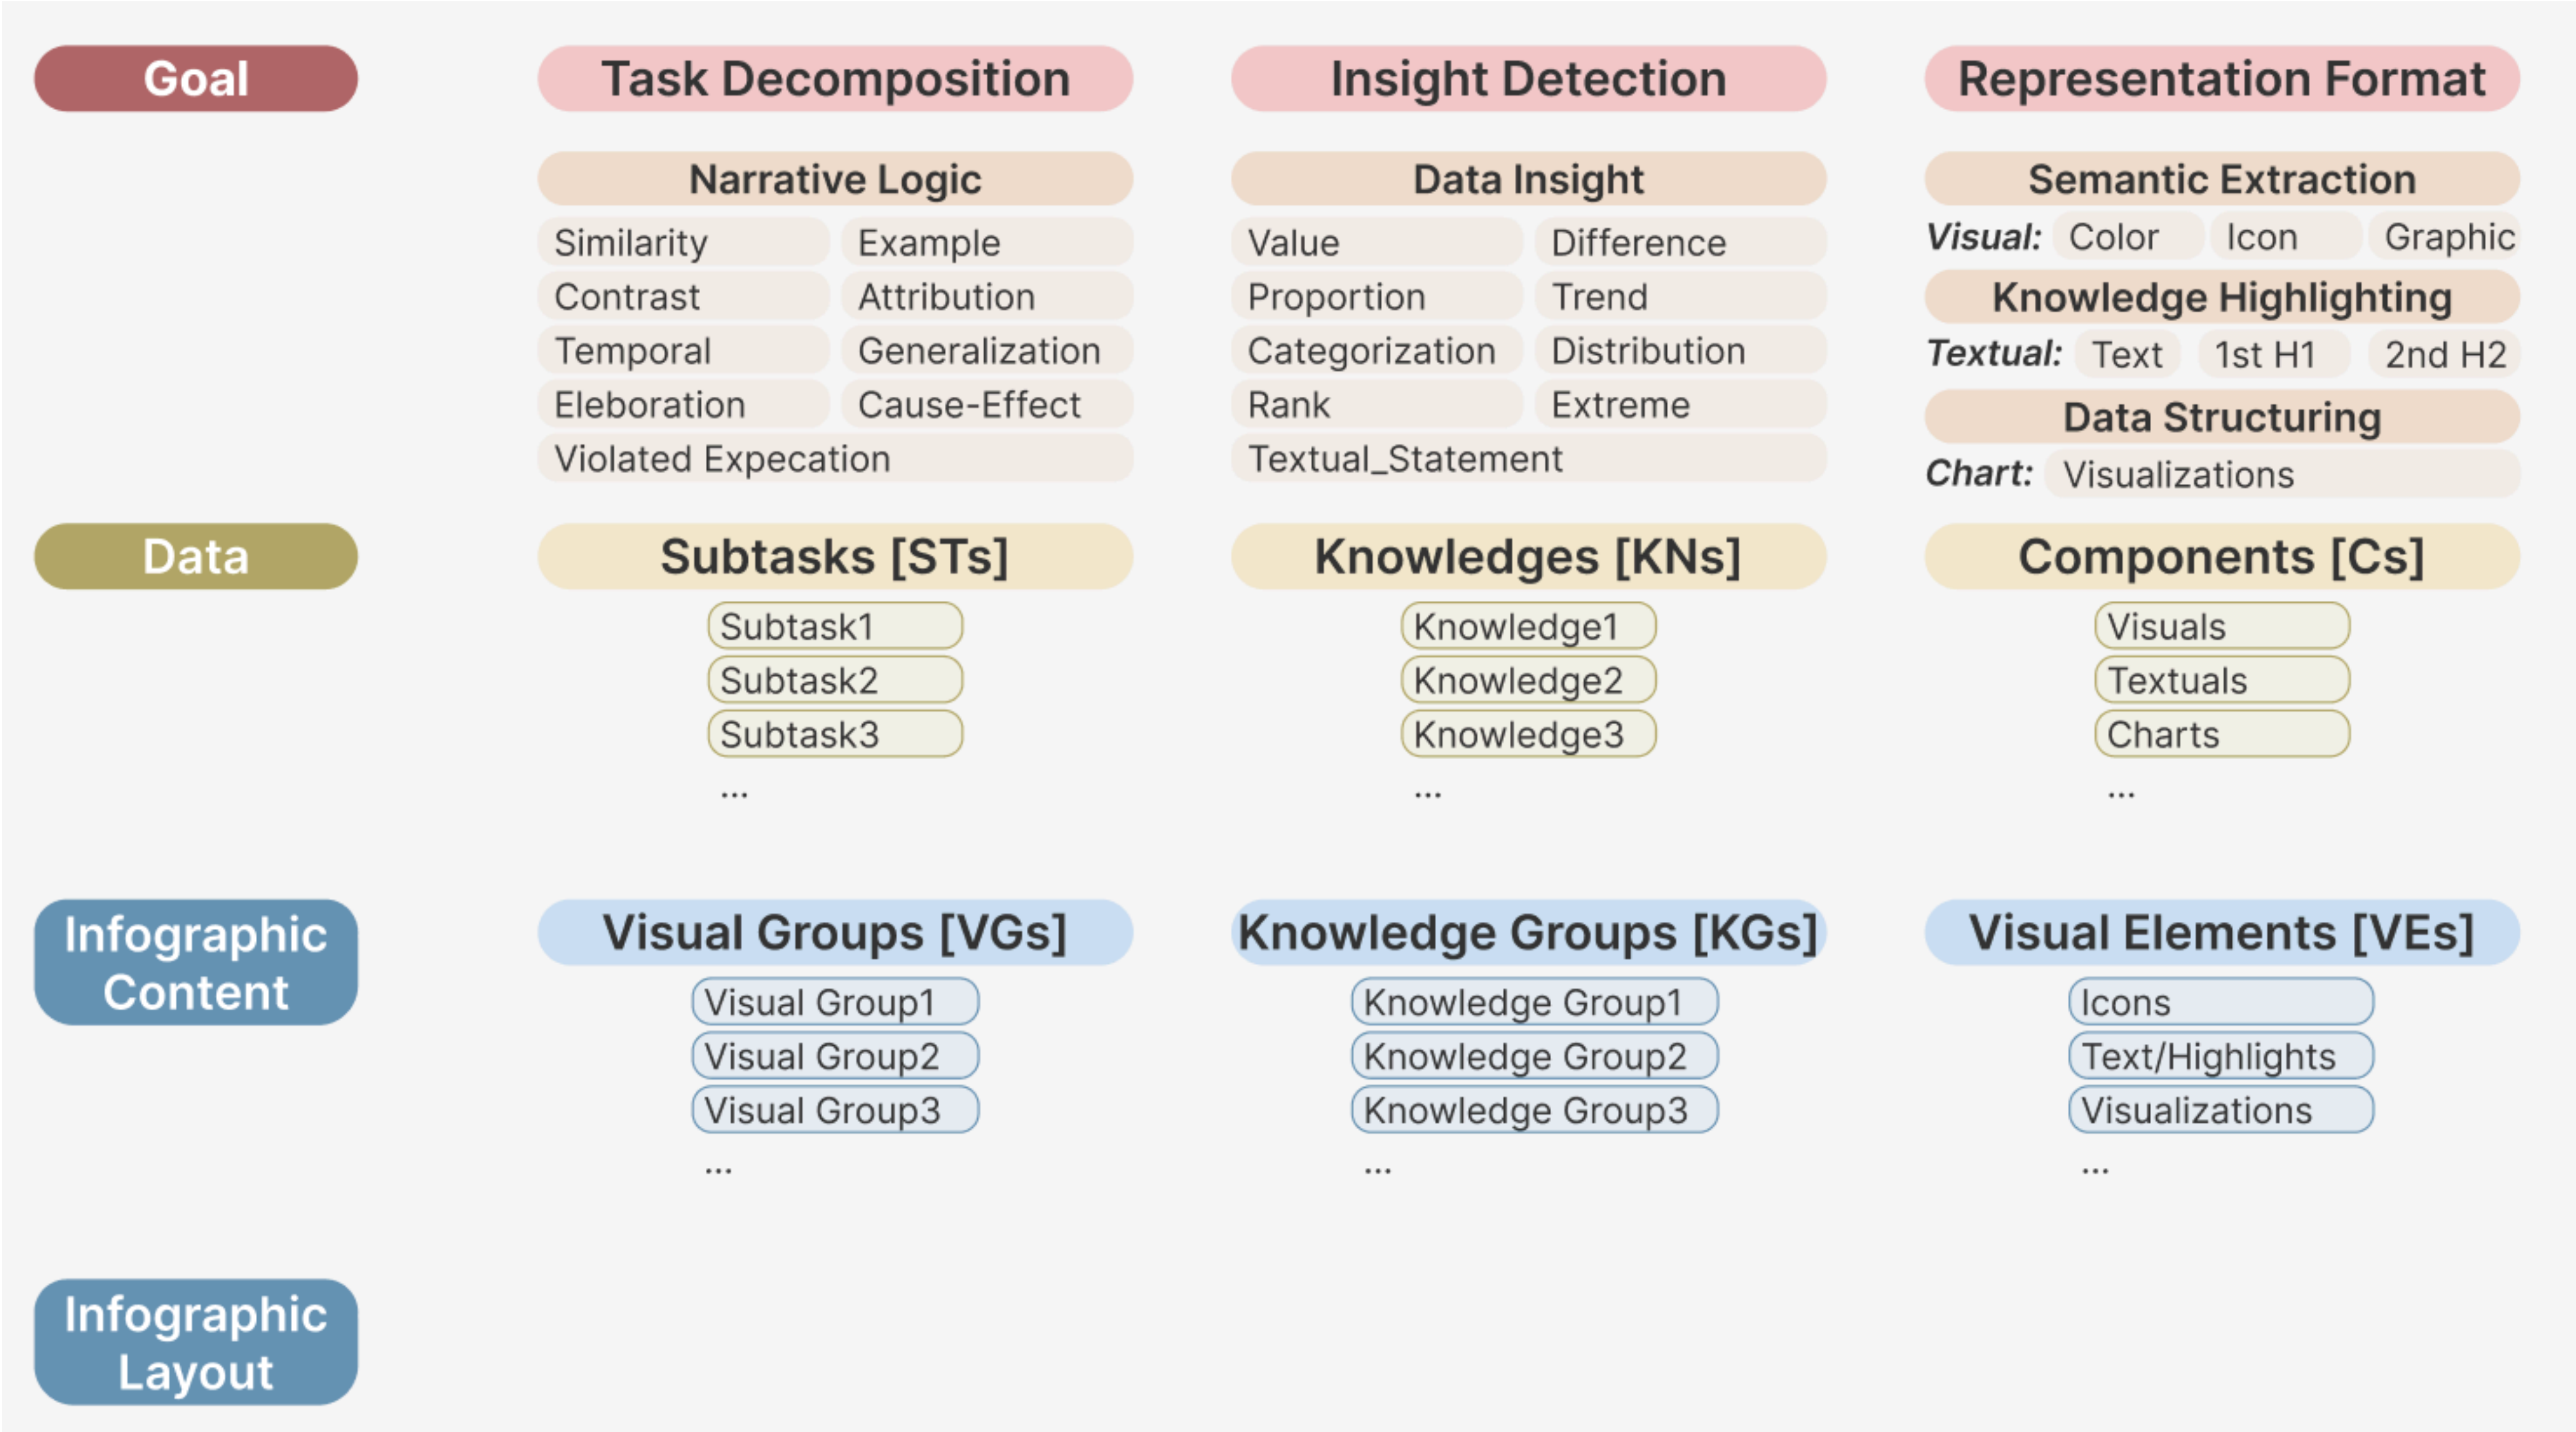 Goal
Task Decomposition
Insight Detection
Representation Format
Narrative Logic
Similarity
Example
Contrast
Attribution
Temporal
Generalization
Eleboration
Cause-Effect
Violated Expecation
Data Insight
Value
Difference
Proportion
Trend
Categorization
Distribution
Rank
Extreme
Textual_Statement
Semantic Extraction
Visual: Color Icon Graphic
Knowledge Highlighting
Textual: Text 1st H1 2nd H2
Data Structuring
Chart: Visualizations
Data
Subtasks [STs]
Subtask1
Subtask2
Subtask3
...
Knowledges [KNs]
Knowledge1
Knowledge2
Knowledge3
...
Components [Cs]
Visuals
Textuals
Charts
...
Infographic
Content
Visual Groups [VGs]
Visual Group1
Visual Group2
Visual Group3
...
Knowledge Groups [KGs]
Knowledge Group1
Knowledge Group2
Knowledge Group3
...
Visual Elements [VEs]
Icons
Text/Highlights
Visualizations
...
Infographic
Layout